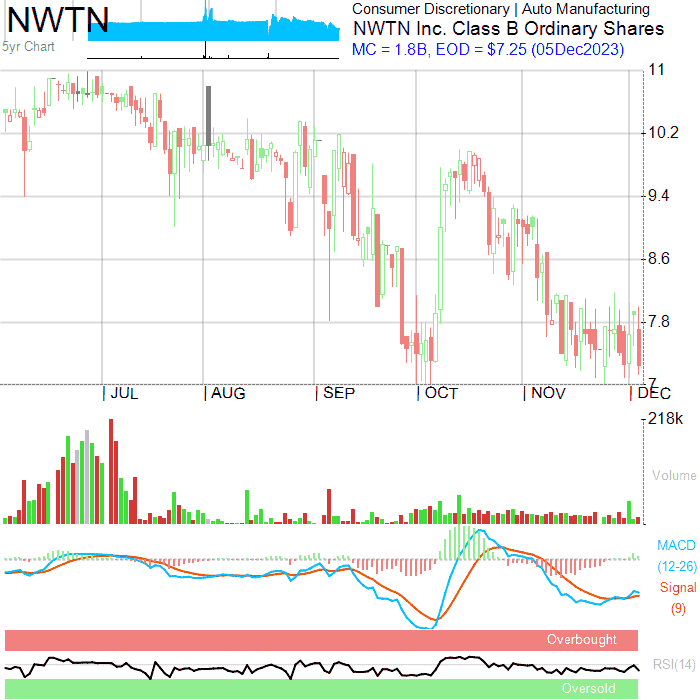 NWTN
5yr Chart
Consumer Discretionary | Auto Manufacturing
NWTN Inc. Class B Ordinary Shares
MC = 1.8B, EOD = $7.25 (05Dec2023)
11
10.2
9.4
8.6
7.8
7
| JUL
| AUG
| SEP
| OCT
| NOV
| DEC
218k
Volume
MACD
(12-26)
Signal
(9)
Overbought
RSI(14)
Oversold